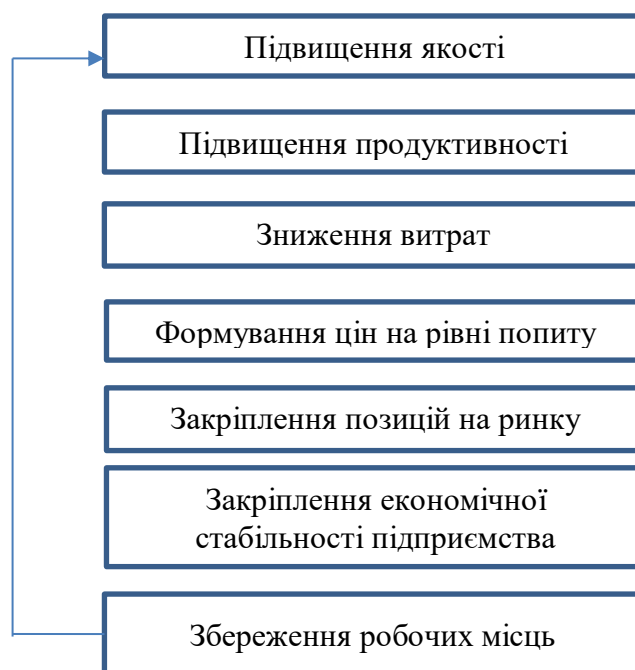 Підвищення якості
Підвищення продуктивності
Зниження витрат
Формування цін на рівні попиту
Закріплення позицій на ринку
Закріплення економічної
стабільності підприємства
Збереження робочих місць